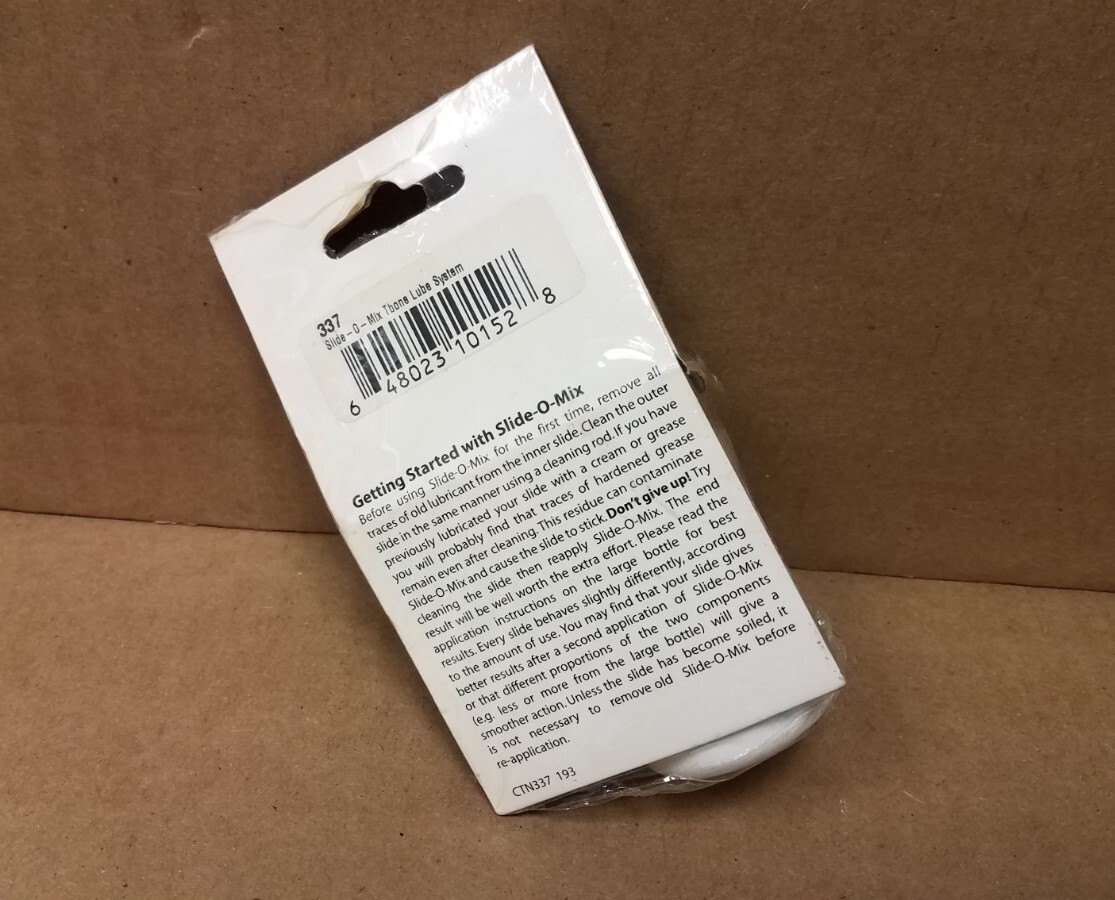 337
Slide-O-Mix Tbone Lube System
6 48023 10152 8
Getting Started with Slide-O-Mix
Before using Slide-O-Mix for the first time, remove all
traces of old lubricant from the inner slide. Clean the outer
slide in the same manner using a cleaning rod. If you have
previously lubricated your slide with a cream or grease
you will probably find that traces of hardened grease
remain even after cleaning. This residue can contaminate
Slide-O-Mix and cause the slide to stick. Don't give up! Try
cleaning the slide then reapply Slide-O-Mix. The end
result will be well worth the extra effort. Please read the
application instructions on the large bottle for best
results. Every slide behaves slightly differently, according
to the amount of use. You may find that your slide gives
better results after a second application of Slide-O-Mix
or that different proportions of the two components
(e.g. less or more from the large bottle) will give a
smoother action. Unless the slide has become soiled, it
is not necessary to remove old Slide-O-Mix before
re-application.
CTN337 193